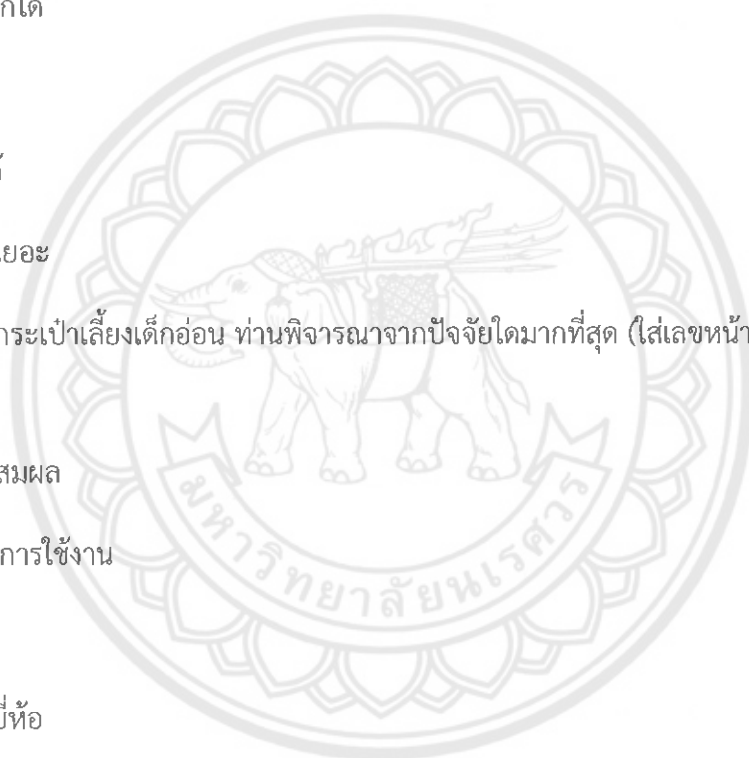 กได้
ยอะ
กระเป๋าเลี้ยงเด็กอ่อน ท่านพิจารณาจากปัจจัยใดมากที่สุด (ใส่เลขหน้า
สมผล
การใช้งาน
มหาวิทยาลัยนเรศวร
ยี่ห้อ